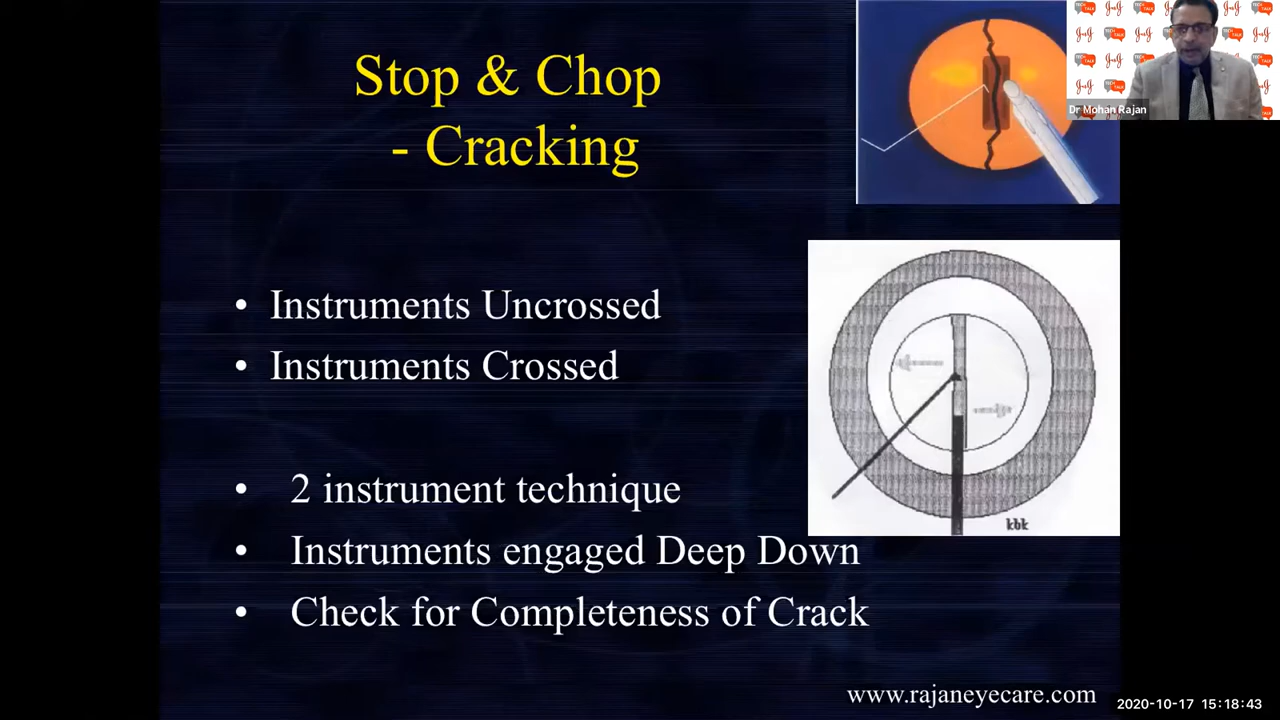 Stop & Chop
- Cracking
Dr Mohan Rajan
• Instruments Uncrossed
• Instruments Crossed
• 2 instrument technique
• Instruments engaged Deep Down
• Check for Completeness of Crack
kbk
www.rajaneyecare.com
2020-10-17 15:18:43